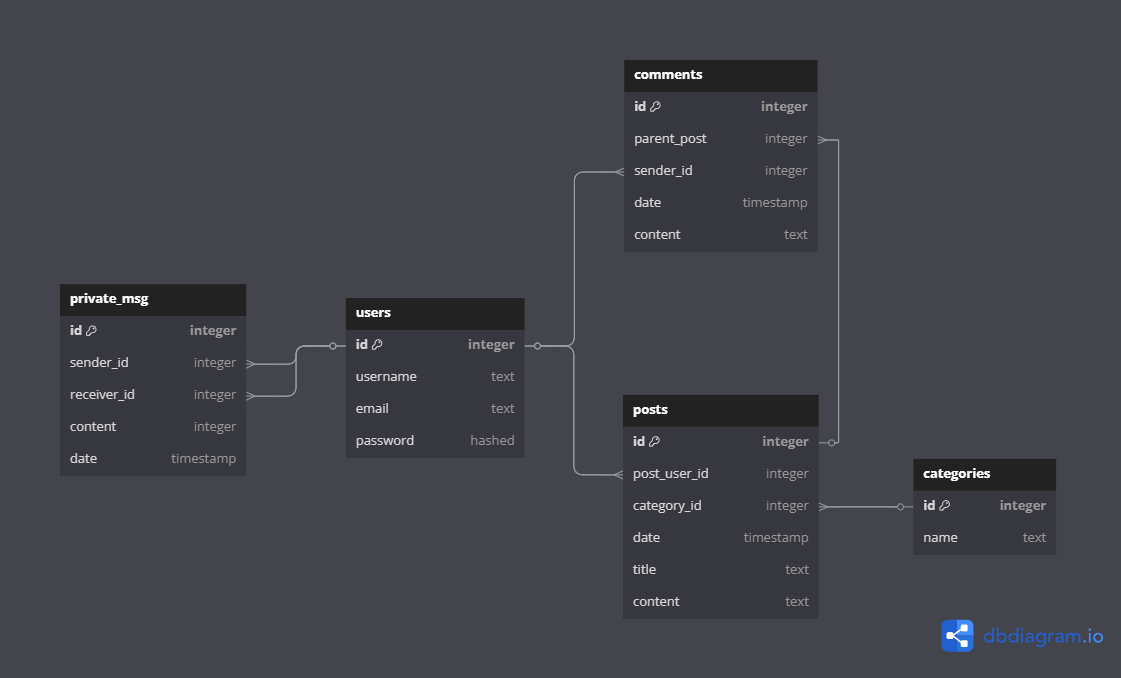 comments
id integer
parent_post integer
sender_id integer
date timestamp
content text
private_msg
id integer
sender_id integer
receiver_id integer
content integer
date timestamp
users
id integer
username text
email text
password hashed
posts
id integer
post_user_id integer
category_id integer
date timestamp
title text
content text
categories
id integer
name text
dbdiagram.io